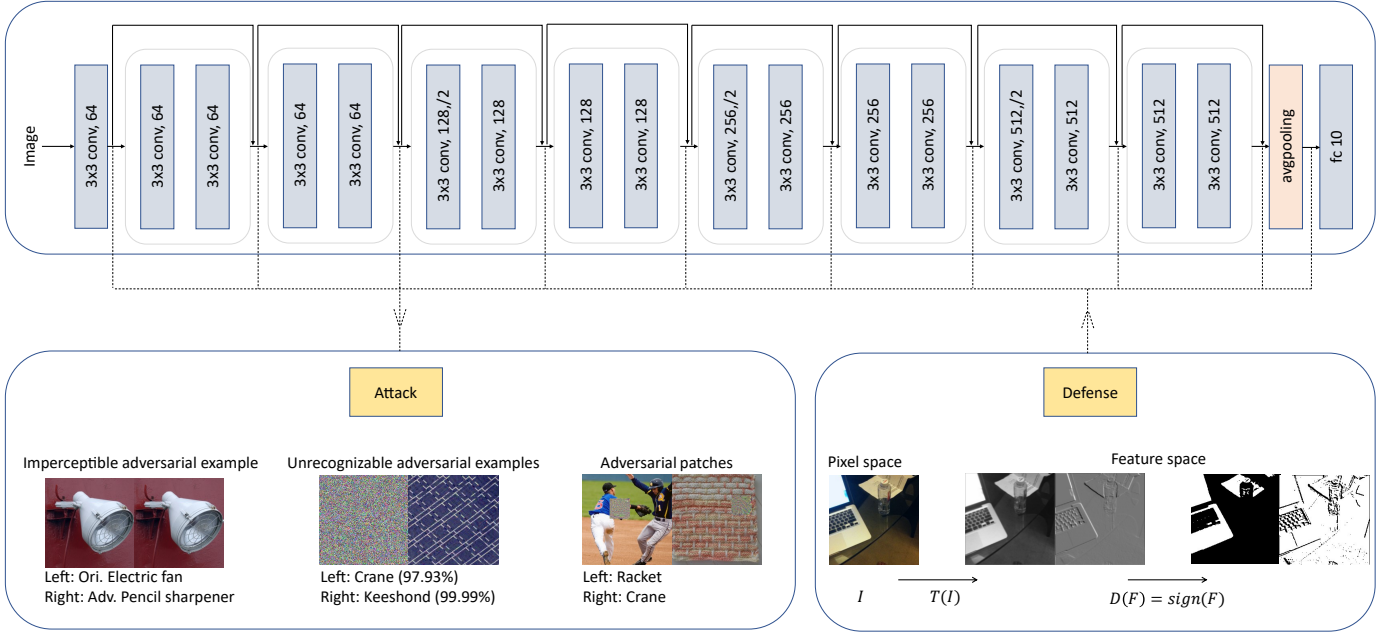 Image
3x3 conv, 64
3x3 conv, 64
3x3 conv, 64
3x3 conv, 64
3x3 conv, 64
3x3 conv, 128,/2
3x3 conv, 128
3x3 conv, 128
3x3 conv, 128
3x3 conv, 256,/2
3x3 conv, 256
3x3 conv, 256
3x3 conv, 256
3x3 conv, 512,/2
3x3 conv, 512
3x3 conv, 512
3x3 conv, 512
avgpooling
fc 10
Attack
Imperceptible adversarial example
Left: Ori. Electric fan
Right: Adv. Pencil sharpener
Unrecognizable adversarial examples
Left: Crane (97.93%)
Right: Keeshond (99.99%)
Adversarial patches
Left: Racket
Right: Crane
Defense
Pixel space
Feature space
I
T(I)
D(F) = sign(F)